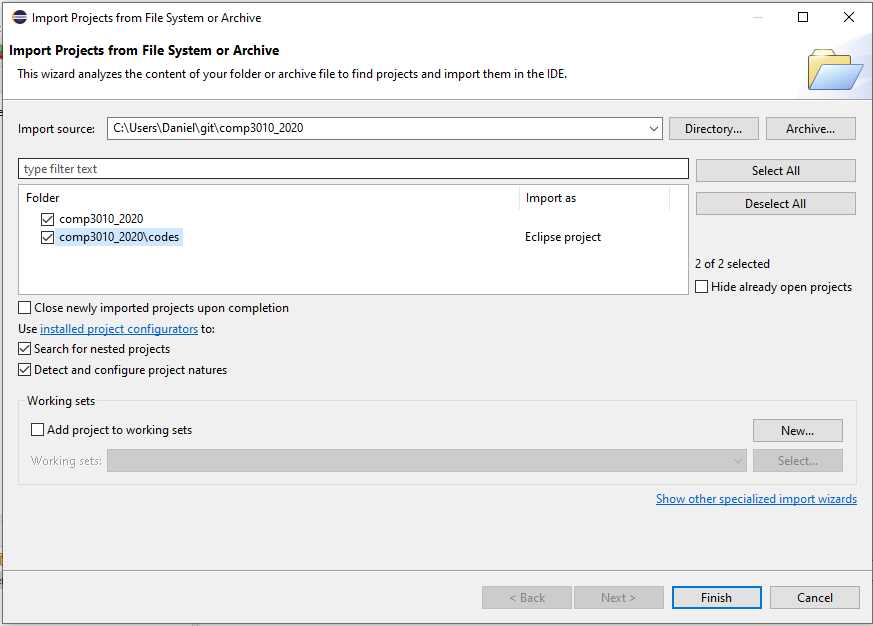 Import Projects from File System or Archive
Import Projects from File System or Archive
This wizard analyzes the content of your folder or archive file to find projects and import them in the IDE.
Import source: C:\Users\Daniel\git\comp3010_2020 Directory... Archive...
type filter text Select All
Folder Import as
Deselect All
comp3010_2020
comp3010_2020\codes Eclipse project
2 of 2 selected
Hide already open projects
Close newly imported projects upon completion
Use installed project configurators to:
Search for nested projects
Detect and configure project natures
Working sets
Add project to working sets New...
Working sets: Select...
Show other specialized import wizards
< Back Next > Finish Cancel